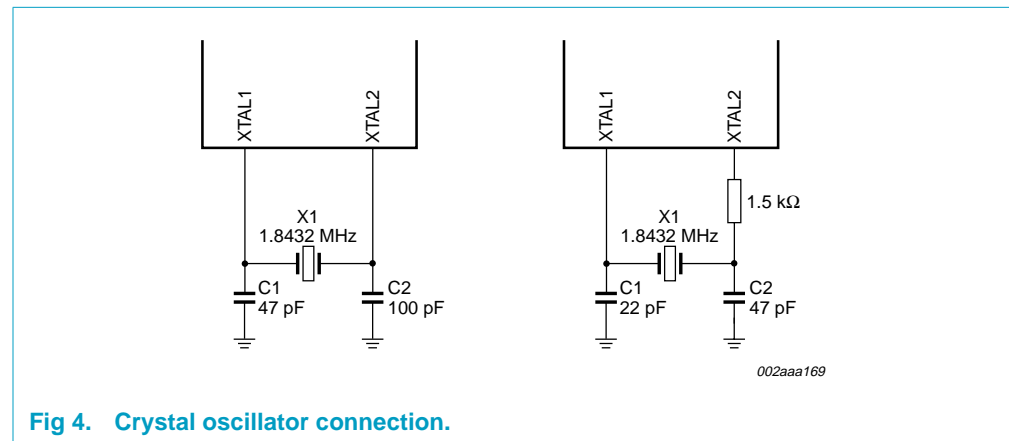 XTAL1
XTAL2
X1
1.8432 MHz
C1
47 pF
C2
100 pF
XTAL1
XTAL2
1.5 kΩ
X1
1.8432 MHz
C1
22 pF
C2
47 pF
002aaa169
Fig 4. Crystal oscillator connection.